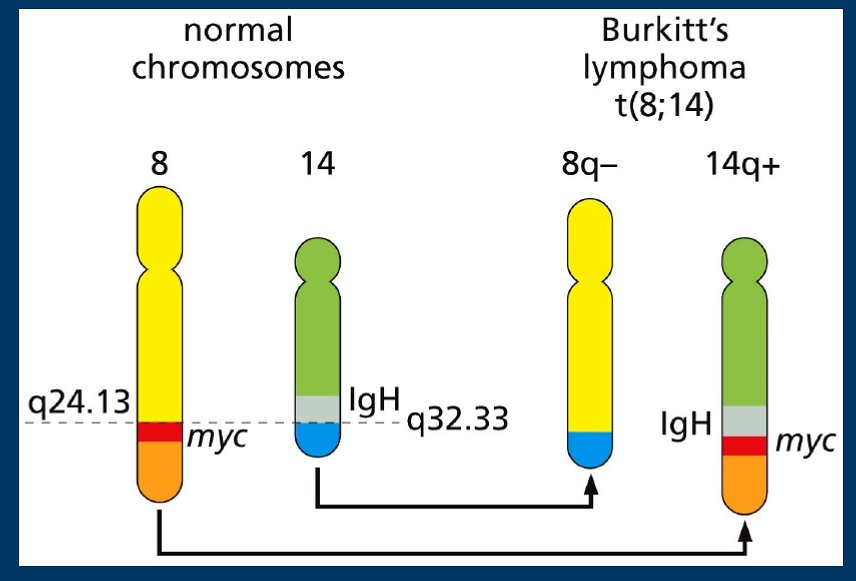 normal
chromosomes
Burkitt’s
lymphoma
t(8;14)
8
14
8q–
14q+
q24.13
IgH
q32.33
myc
IgH
myc